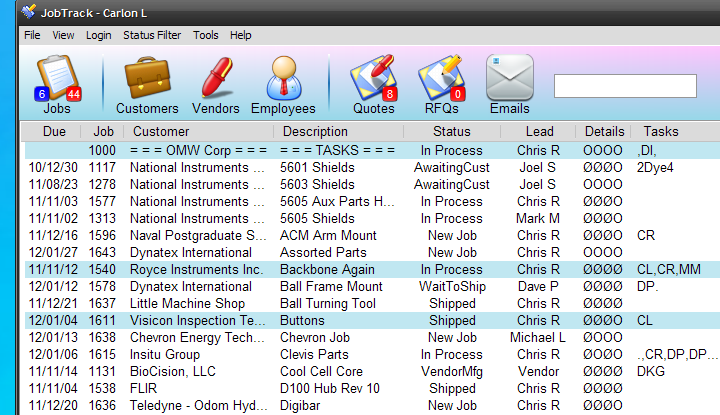 JobTrack - Carlon L
File View Login Status Filter Tools Help
6 44 8 0
Jobs Customers Vendors Employees Quotes RFQs Emails
Due Job Customer Description Status Lead Details Tasks
1000 = = = OMW Corp = = = = = = TASKS = = = In Process Chris R OOOO ,DI,
10/12/30 1117 National Instruments ... 5601 Shields AwaitingCust Joel S ØØØO 2Dye4
11/08/23 1278 National Instruments ... 5603 Shields AwaitingCust Joel S OOOO
11/11/03 1577 National Instruments ... 5605 Aux Parts H... In Process Chris R ØØØO
11/11/02 1313 National Instruments ... 5605 Shields In Process Mark M ØØØO
11/12/16 1596 Naval Postgraduate S... ACM Arm Mount New Job Chris R ØØØO CR
12/01/27 1643 Dynatex International Assorted Parts New Job Chris R OOOO
11/11/12 1540 Royce Instruments Inc. Backbone Again In Process Chris R ØØØØ CL,CR,MM
12/01/12 1578 Dynatex International Ball Frame Mount WaitToShip Dave P ØØØØ DP.
11/12/21 1637 Little Machine Shop Ball Turning Tool Shipped Chris R ØØØØ
12/01/04 1611 Visicon Inspection Te... Buttons Shipped Chris R ØØØO CL
12/01/13 1638 Chevron Energy Tech... Chevron Job New Job Michael L OOOO
12/01/06 1615 Insitu Group Clevis Parts In Process Chris R ØØØO .,CR,DP,DP...
11/11/14 1131 BioCision, LLC Cool Cell Core VendorMfg Vendor ØØØO DKG
11/11/04 1538 FLIR D100 Hub Rev 10 Shipped Chris R ØØØØ
11/12/20 1636 Teledyne - Odom Hyd... Digibar New Job Chris R ØØØO